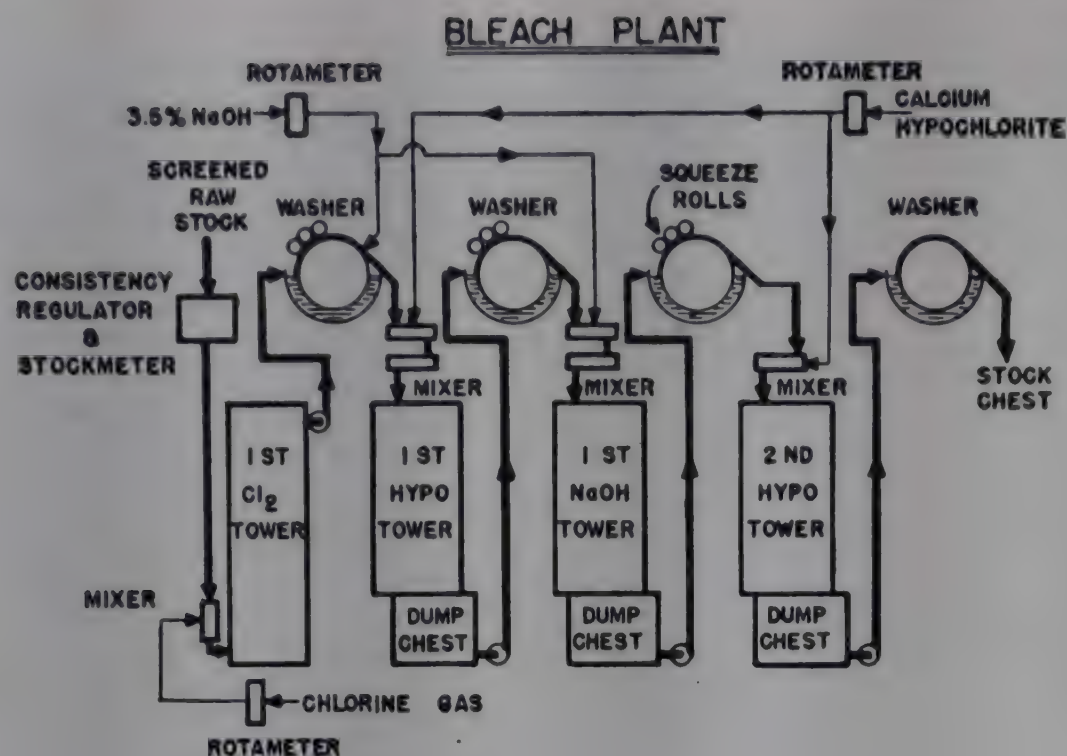 BLEACH PLANT
ROTAMETER
3.5% NaOH
ROTAMETER
CALCIUM
HYPOCHLORITE
SCREENED
RAW
STOCK
WASHER
WASHER
SQUEEZE
ROLLS
WASHER
CONSISTENCY
REGULATOR
&
STOCKMETER
MIXER
MIXER
MIXER
STOCK
CHEST
1 ST
Cl2
TOWER
1 ST
HYPO
TOWER
1 ST
NaOH
TOWER
2 ND
HYPO
TOWER
MIXER
DUMP
CHEST
DUMP
CHEST
DUMP
CHEST
CHLORINE GAS
ROTAMETER